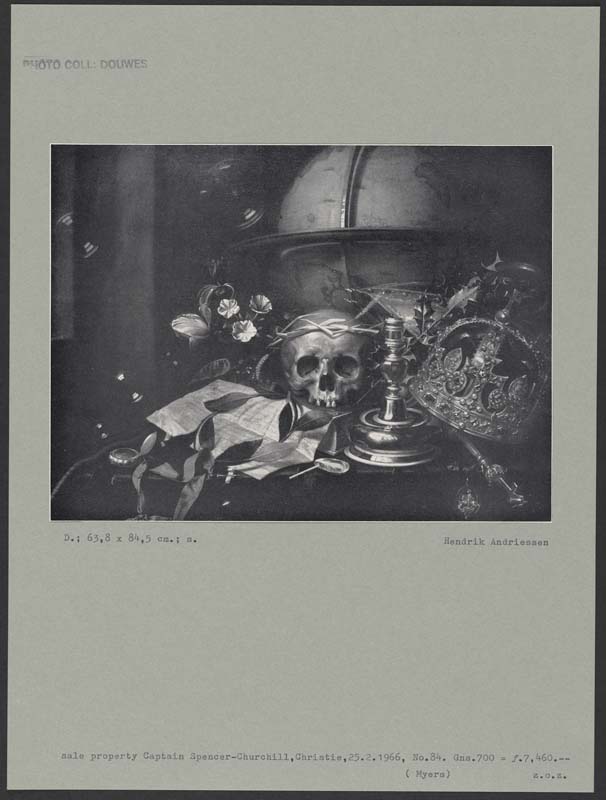 PHOTO COLL: DOUWES
D.; 63,8 x 84,5 cm.; s.
Hendrik Andriessen
sale property Captain Spencer-Churchill,Christie,25.2.1966, No.84. Gns.700 = ƒ.7,460.--
( Myers)
z.o.z.